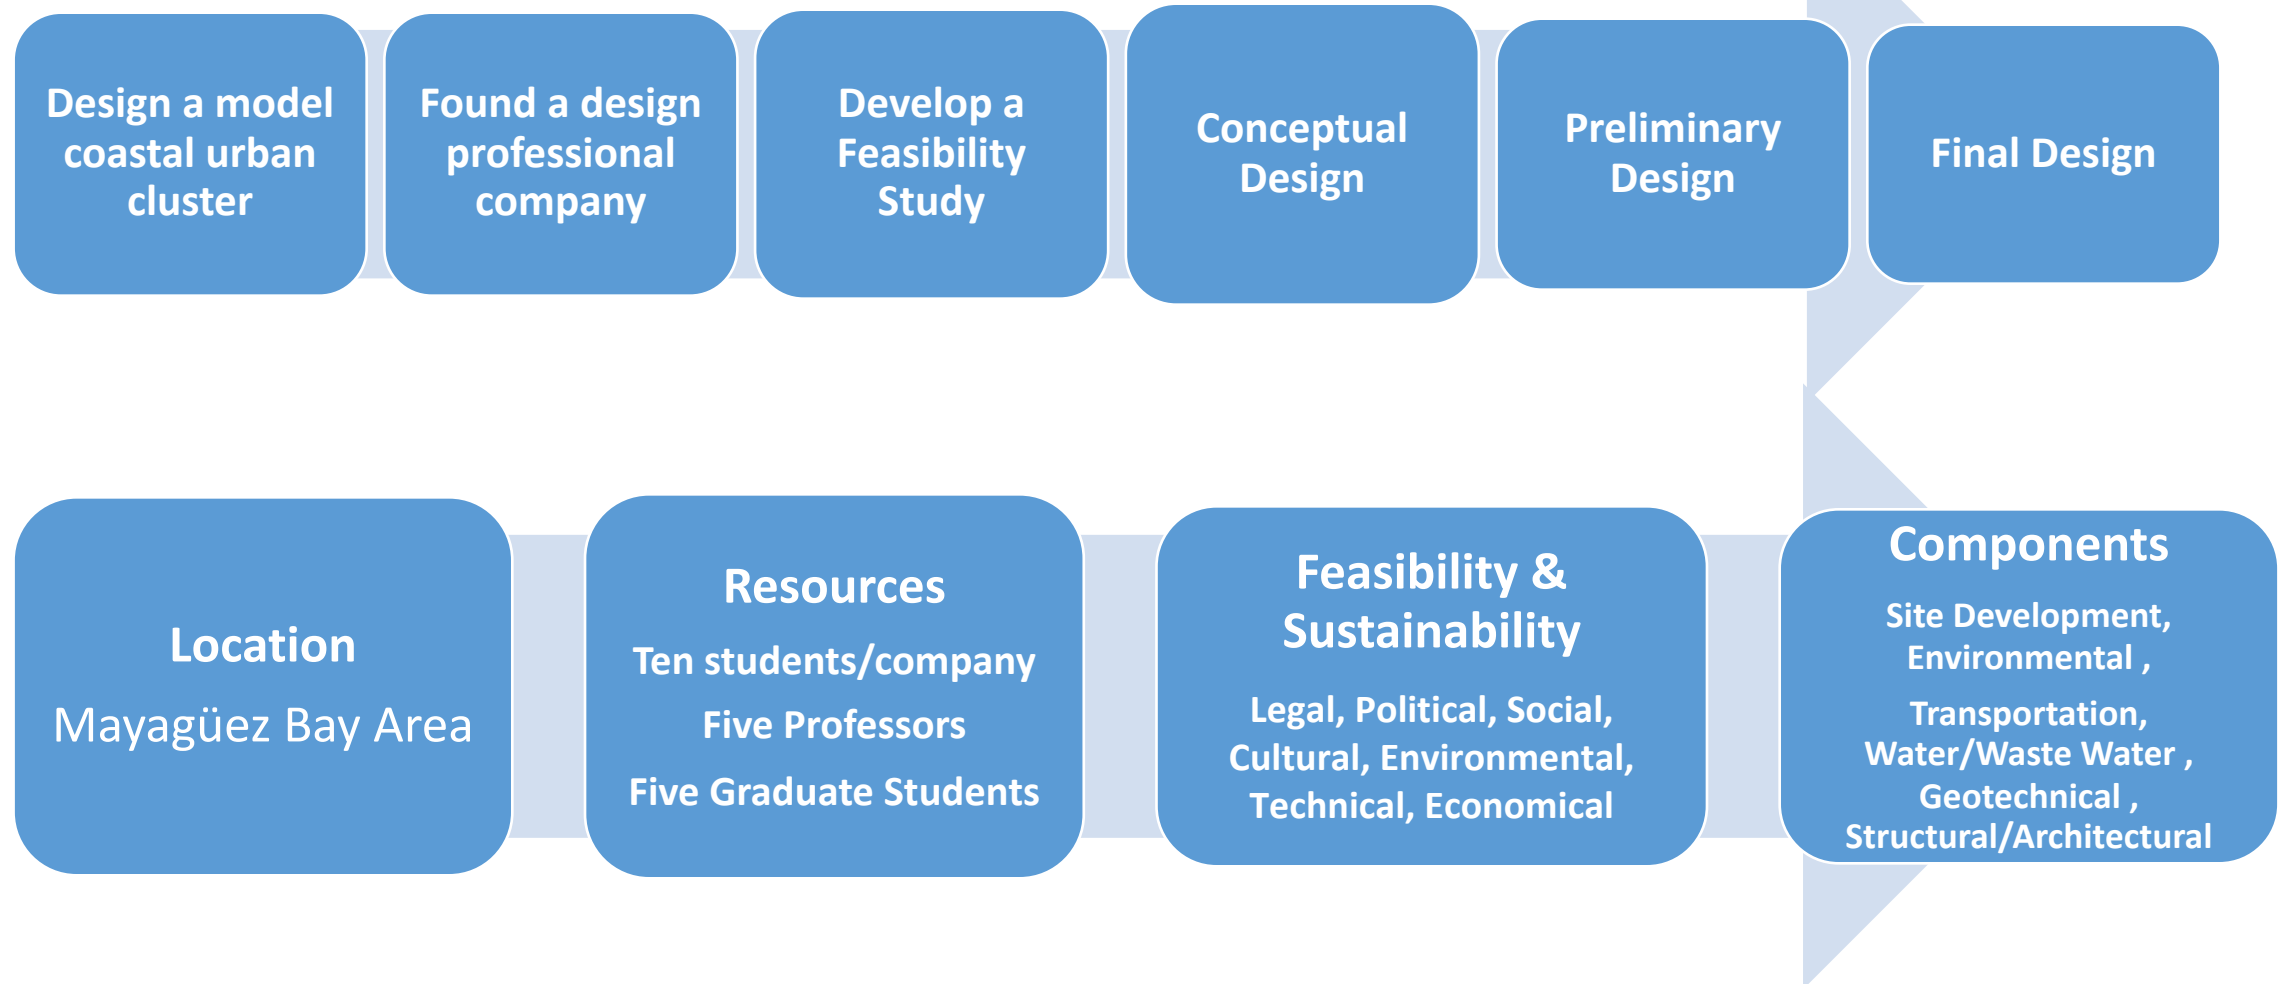 Design a model
coastal urban
cluster
Found a design
professional
company
Develop a
Feasibility
Study
Conceptual
Design
Preliminary
Design
Final Design
Location
Mayagüez Bay Area
Resources
Ten students/company
Five Professors
Five Graduate Students
Feasibility &
Sustainability
Legal, Political, Social,
Cultural, Environmental,
Technical, Economical
Components
Site Development,
Environmental ,
Transportation,
Water/Waste Water ,
Geotechnical ,
Structural/Architectural